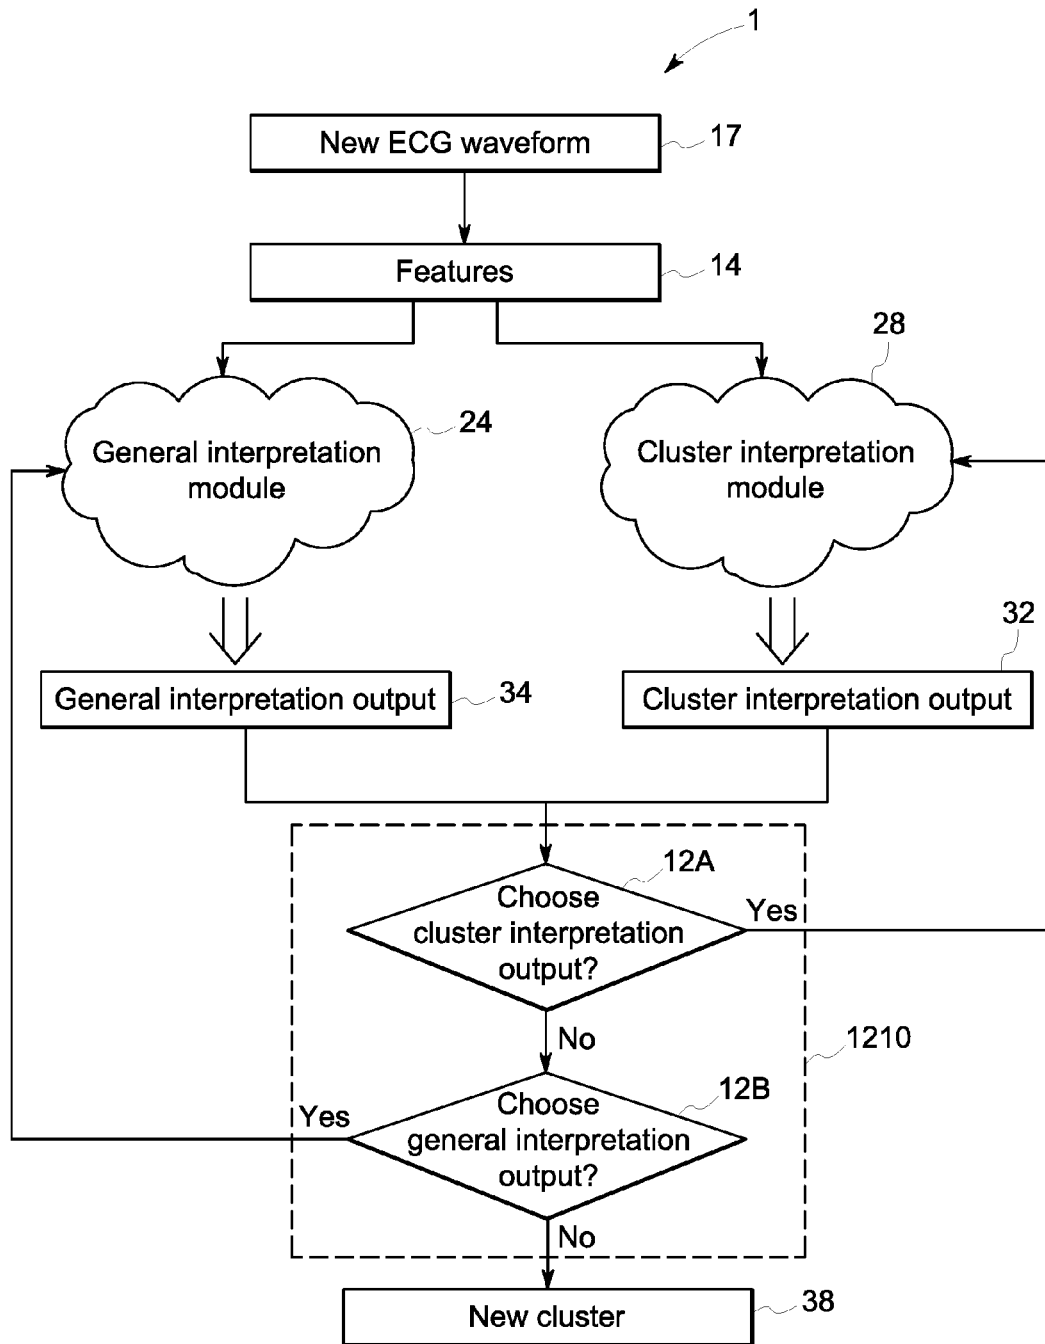 1
New ECG waveform
17
Features
14
28
General interpretation
module
24
Cluster interpretation
module
32
General interpretation output
34
Cluster interpretation output
12A
Choose
cluster interpretation
output?
Yes
No
1210
12B
Choose
general interpretation
output?
Yes
No
New cluster
38